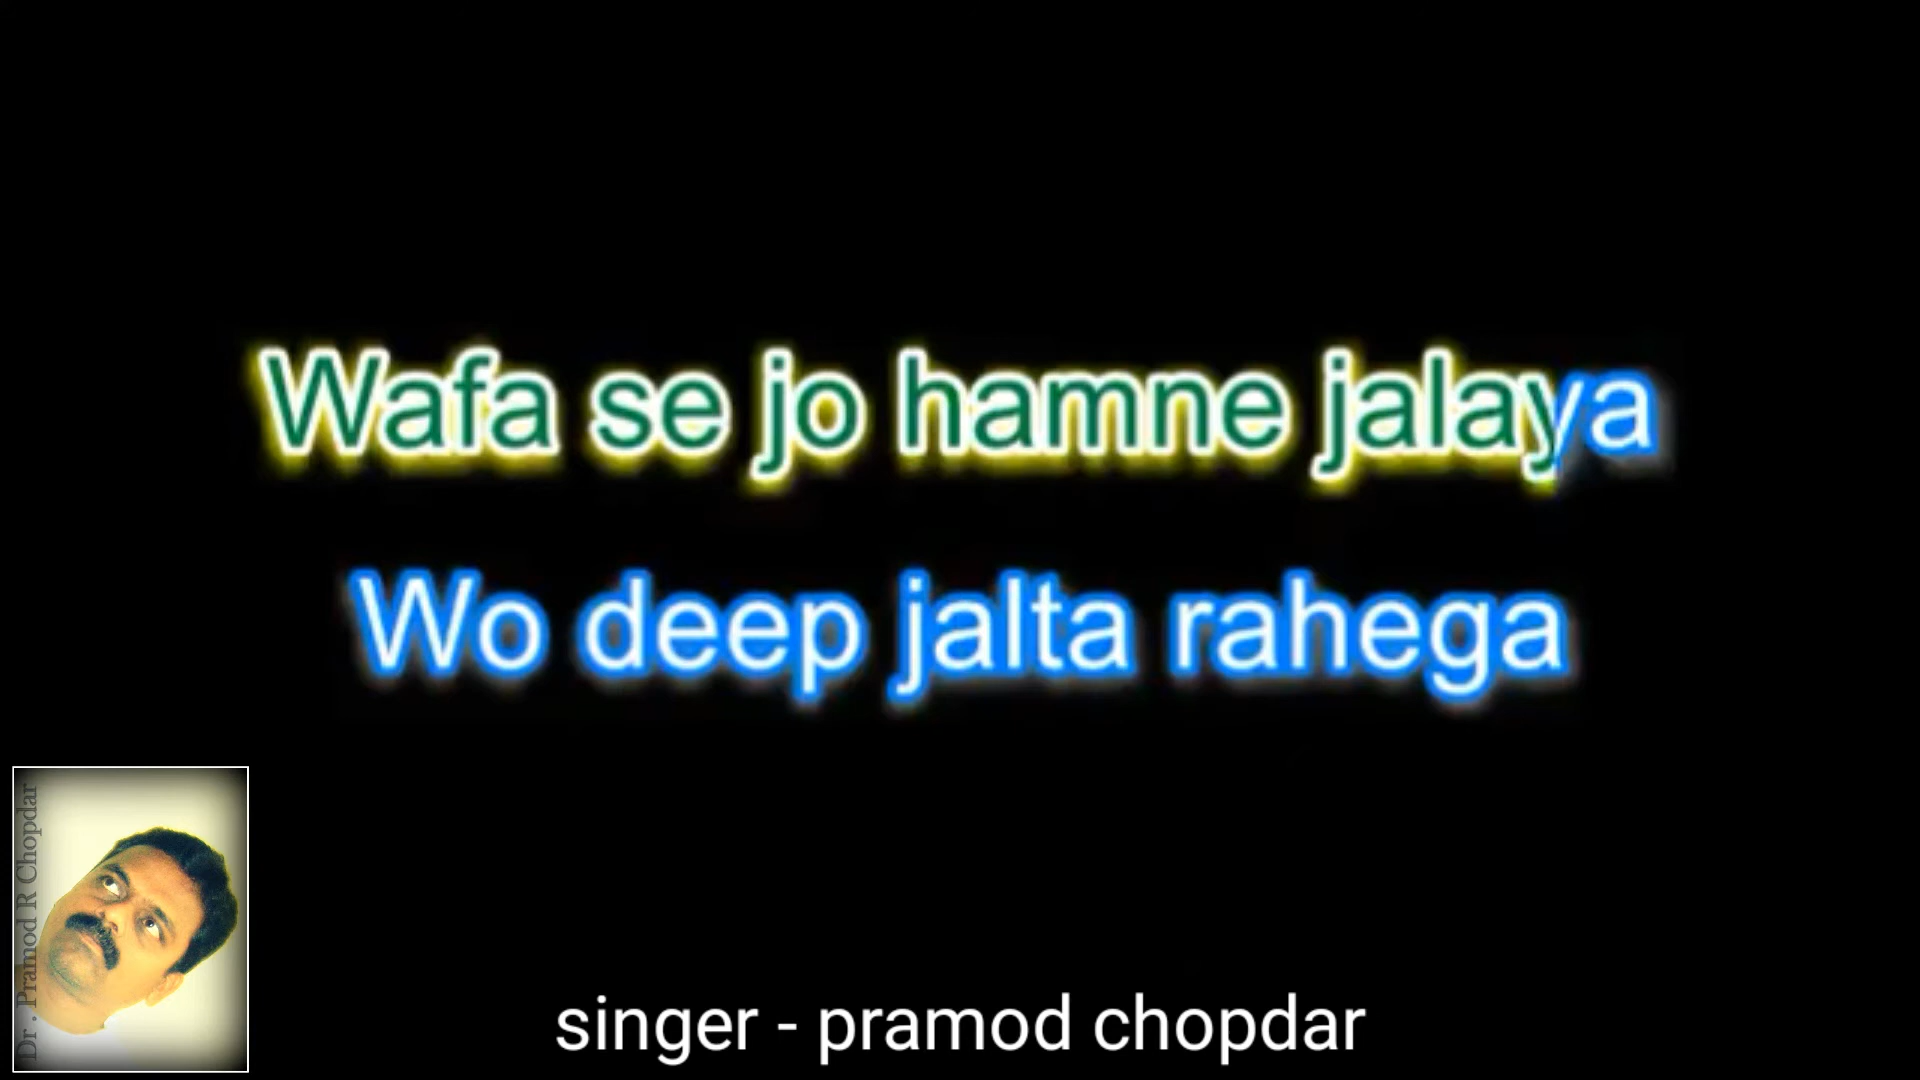 Wafa se jo hamne jalaya
Wo deep jalta rahega
Dr . Pramod R Chopdar
singer - pramod chopdar